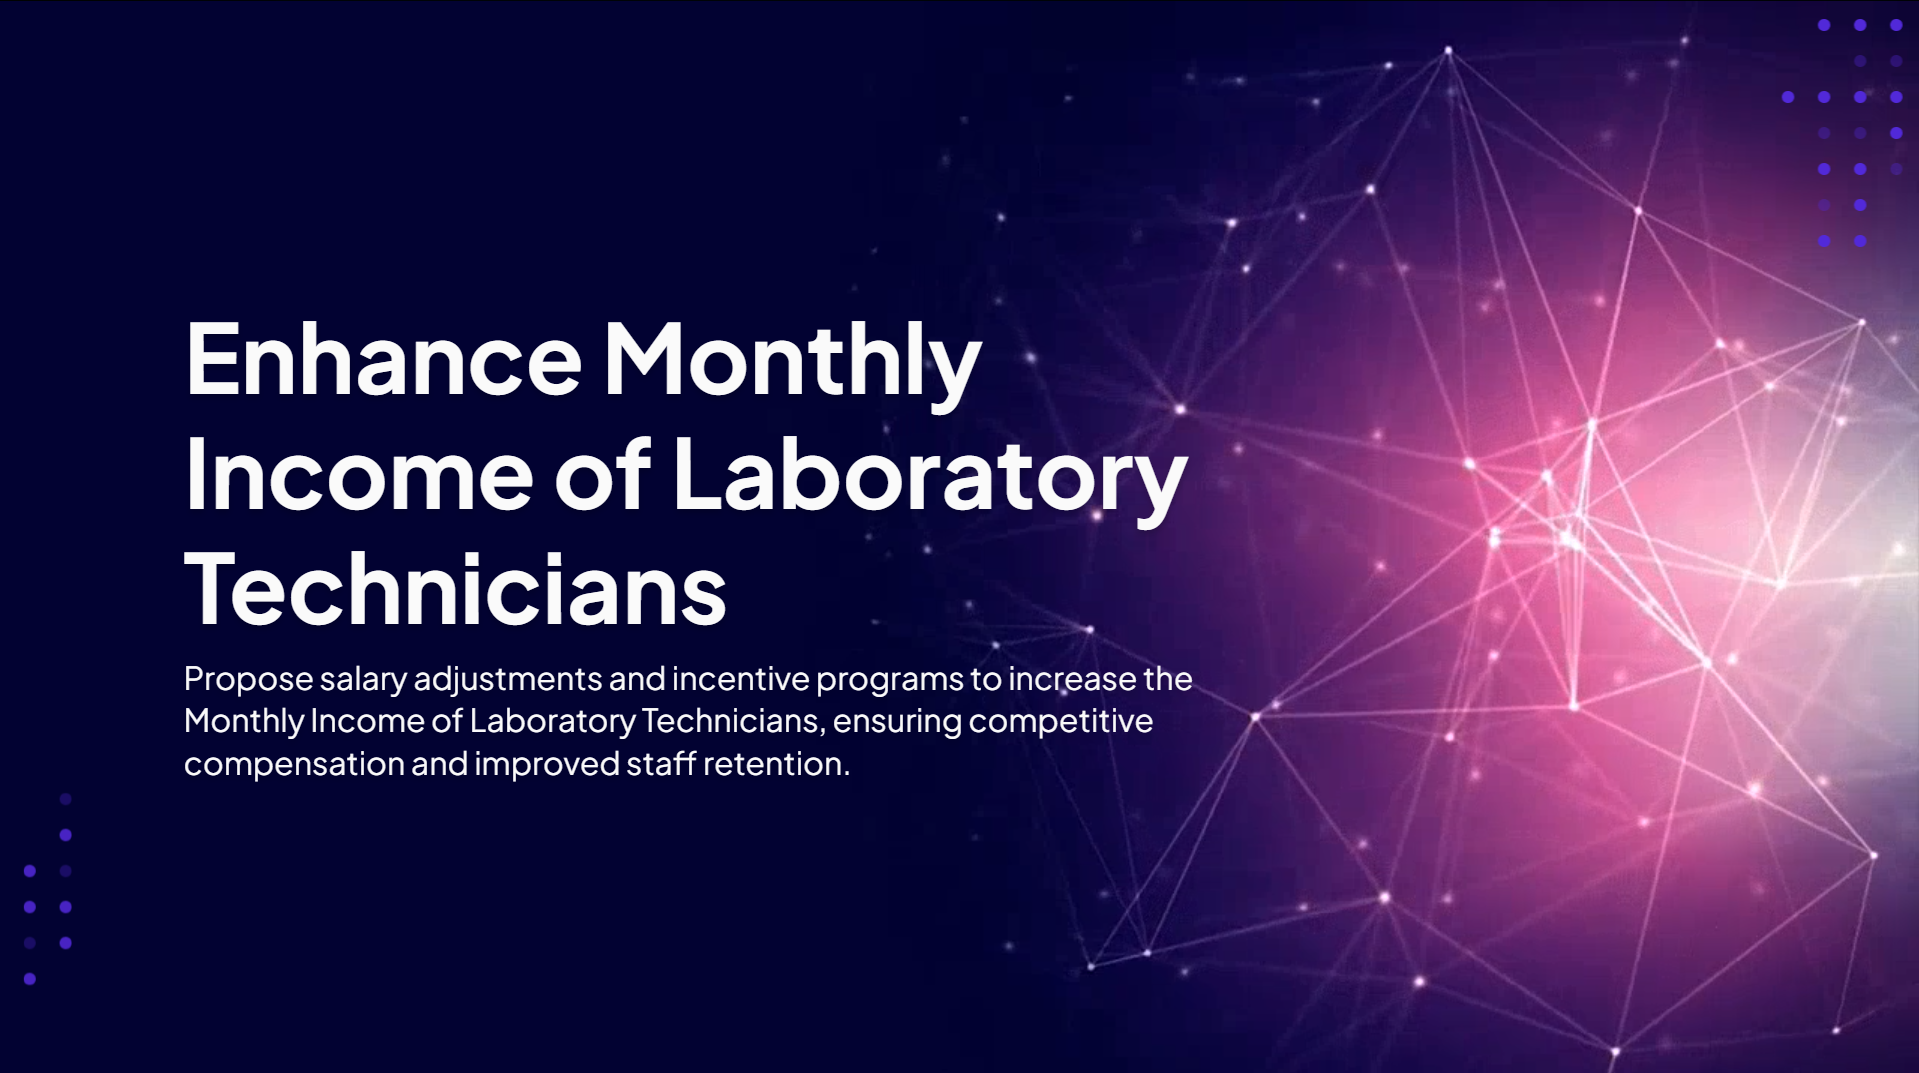 Enhance Monthly
Income of Laboratory
Technicians
Propose salary adjustments and incentive programs to increase the
Monthly Income of Laboratory Technicians, ensuring competitive
compensation and improved staff retention.